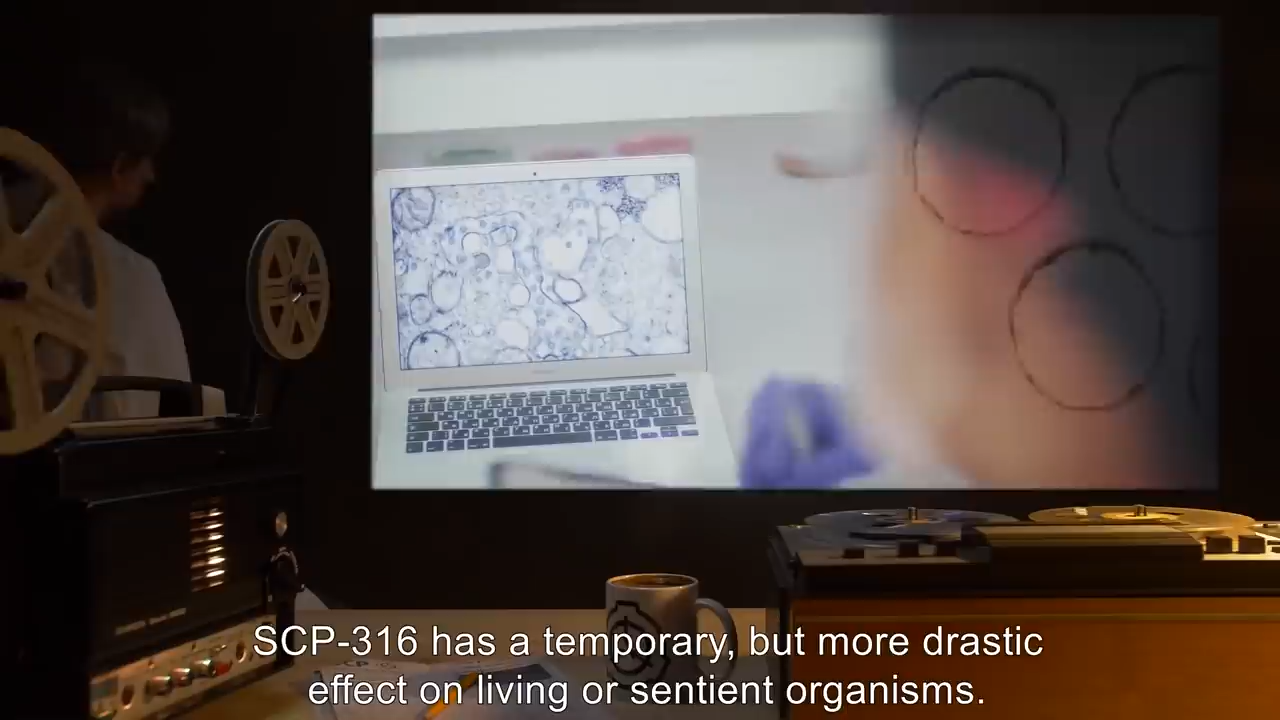 SCP-316 has a temporary, but more drastic
effect on living or sentient organisms.